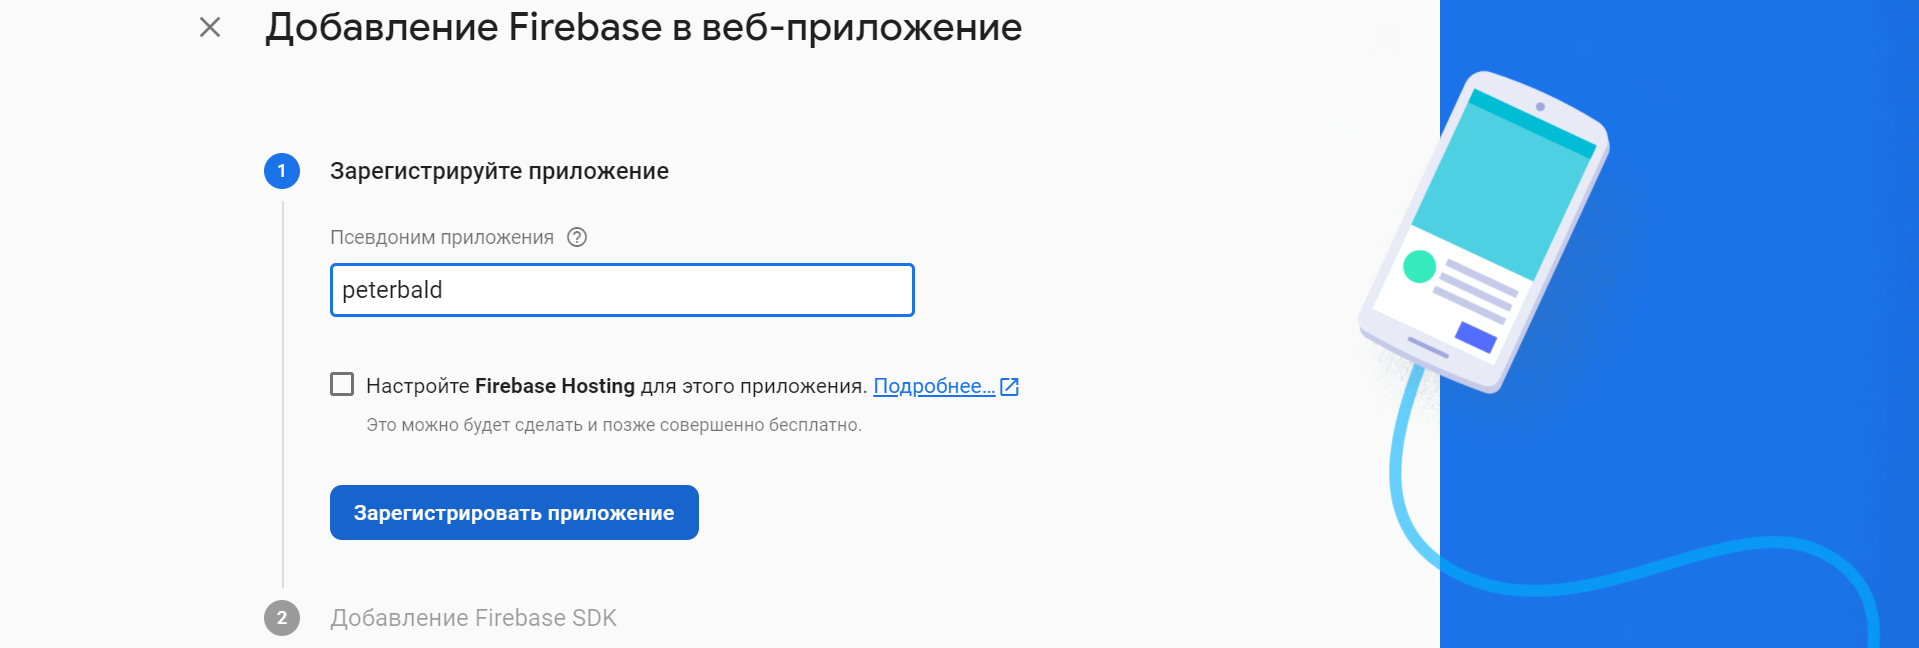 Добавление Firebase в веб-приложение
1 Зарегистрируйте приложение
Псевдоним приложения
peterbald
Настройте Firebase Hosting для этого приложения. Подробнее...
Это можно будет сделать и позже совершенно бесплатно.
Зарегистрировать приложение
2 Добавление Firebase SDK